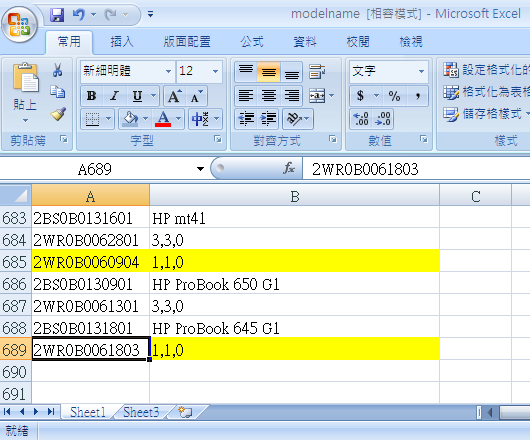 modelname [相容模式] - Microsoft Excel
常用 插入 版面配置 公式 資料 校閱 檢視
貼上
新細明體 12
B I U A A
A 中
文字
$ % ,
.0 .00 .00 .0
設定格式化的
格式化為表格
儲存格樣式
剪貼簿 字型 對齊方式 數值 樣式
A689 fx 2WR0B0061803
A B C
683 2BS0B0131601 HP mt41
684 2WR0B0062801 3,3,0
685 2WR0B0060904 1,1,0
686 2BS0B0130901 HP ProBook 650 G1
687 2WR0B0061301 3,3,0
688 2BS0B0131801 HP ProBook 645 G1
689 2WR0B0061803 1,1,0
690
691
Sheet1 Sheet3
就緒